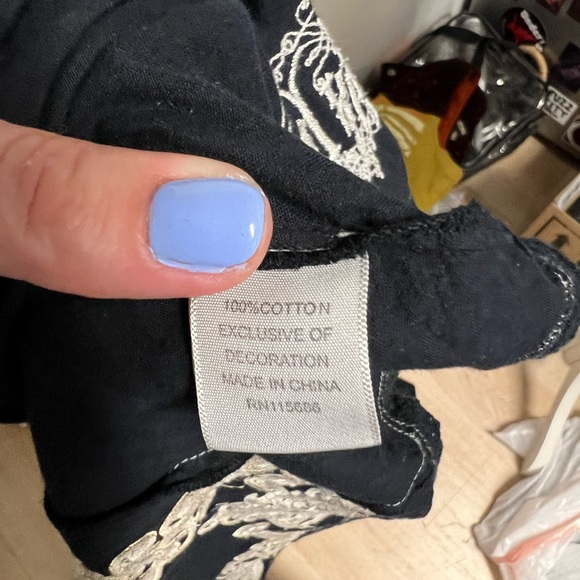 100%COTTON
EXCLUSIVE OF
DECORATION
MADE IN CHINA
RN115606